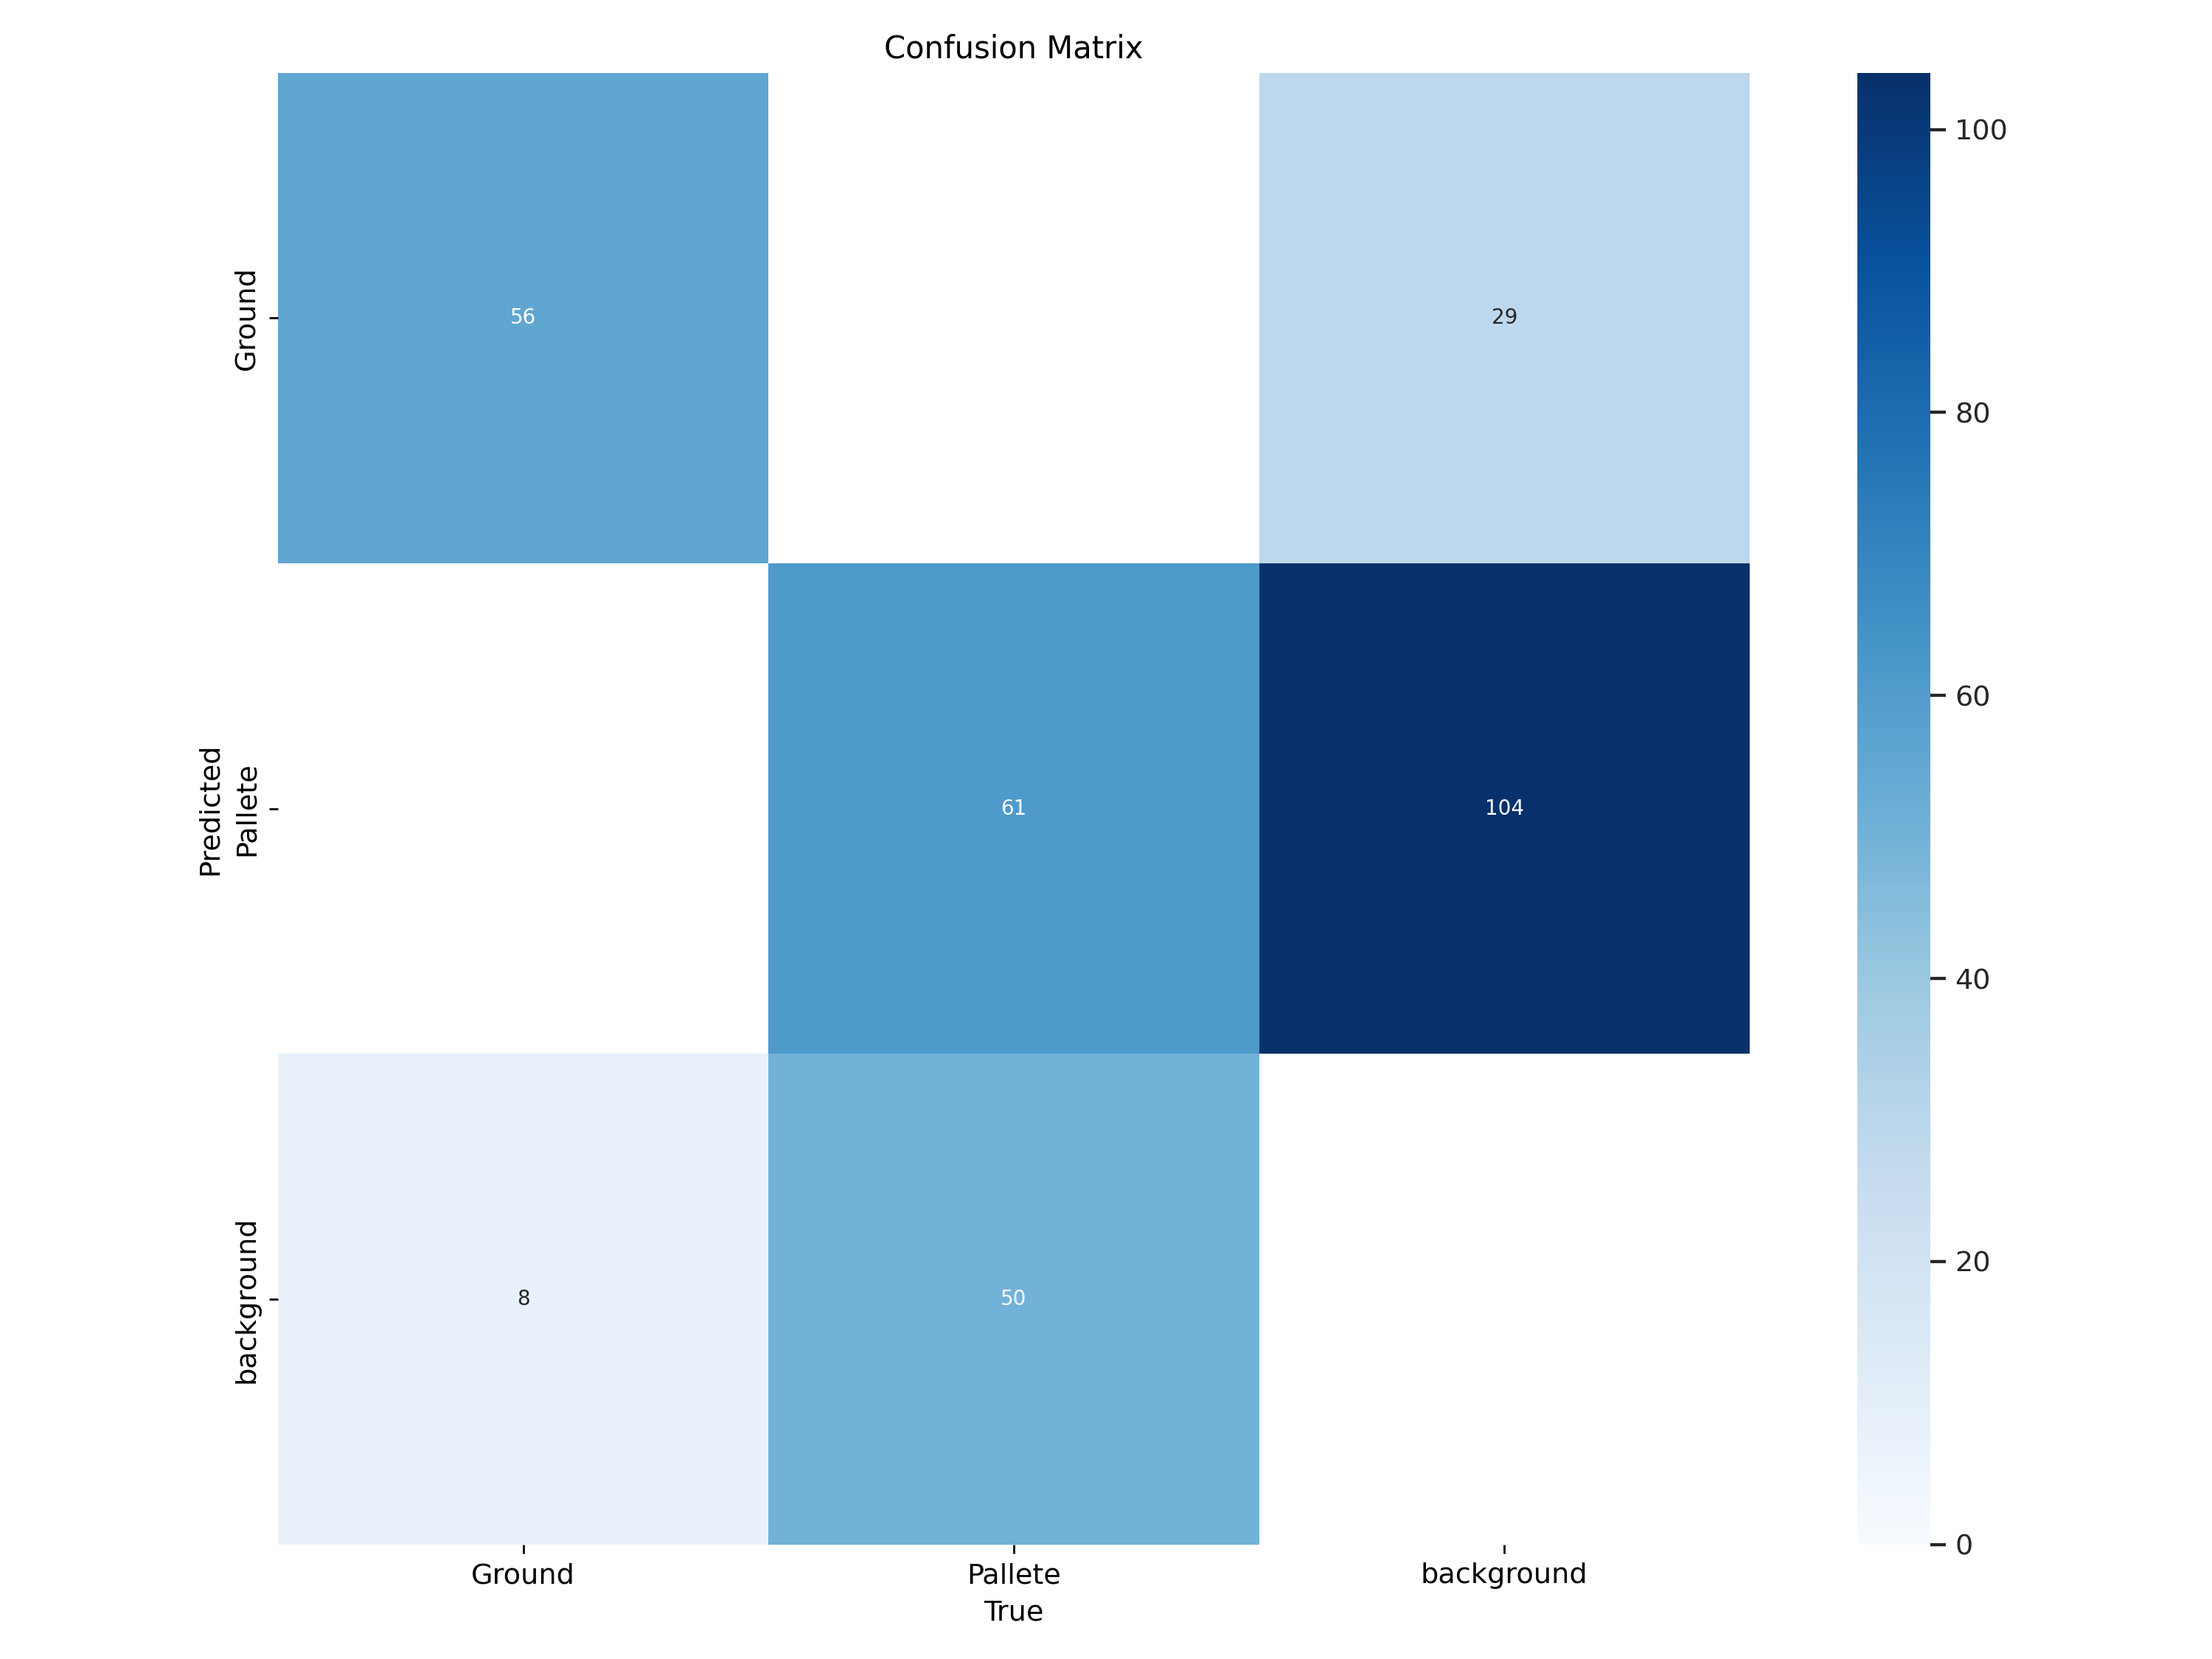 Confusion Matrix
Ground
56
29
100
80
60
40
20
0
Predicted
Pallete
61
104
background
8
50
Ground
Pallete
background
True